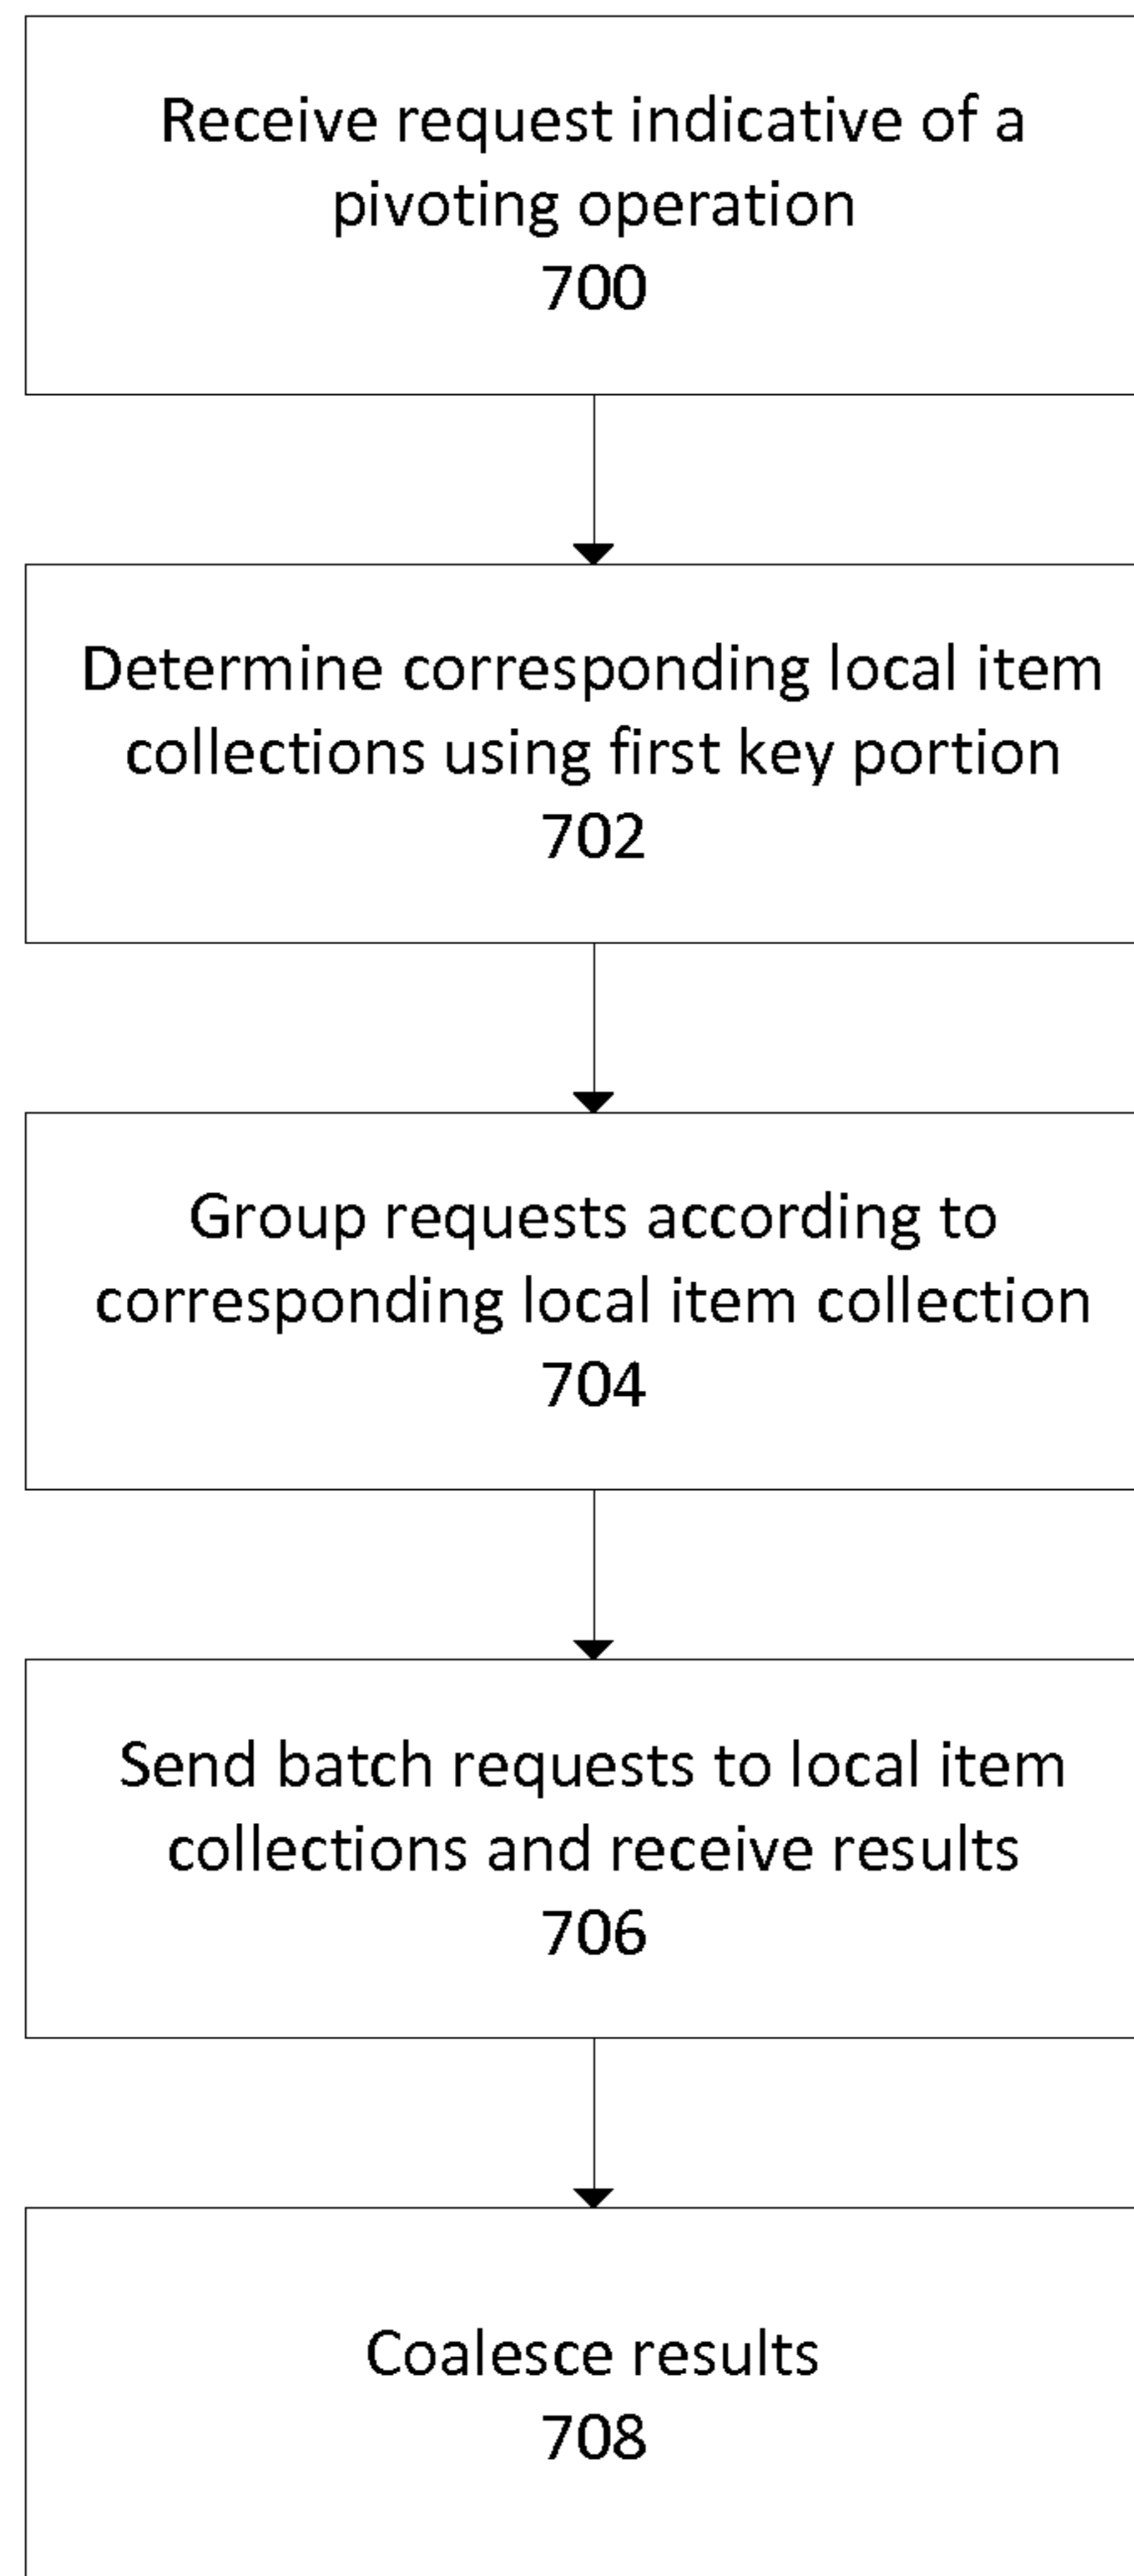 Receive request indicative of a
pivoting operation
700
Determine corresponding local item
collections using first key portion
702
Group requests according to
corresponding local item collection
704
Send batch requests to local item
collections and receive results
706
Coalesce results
708